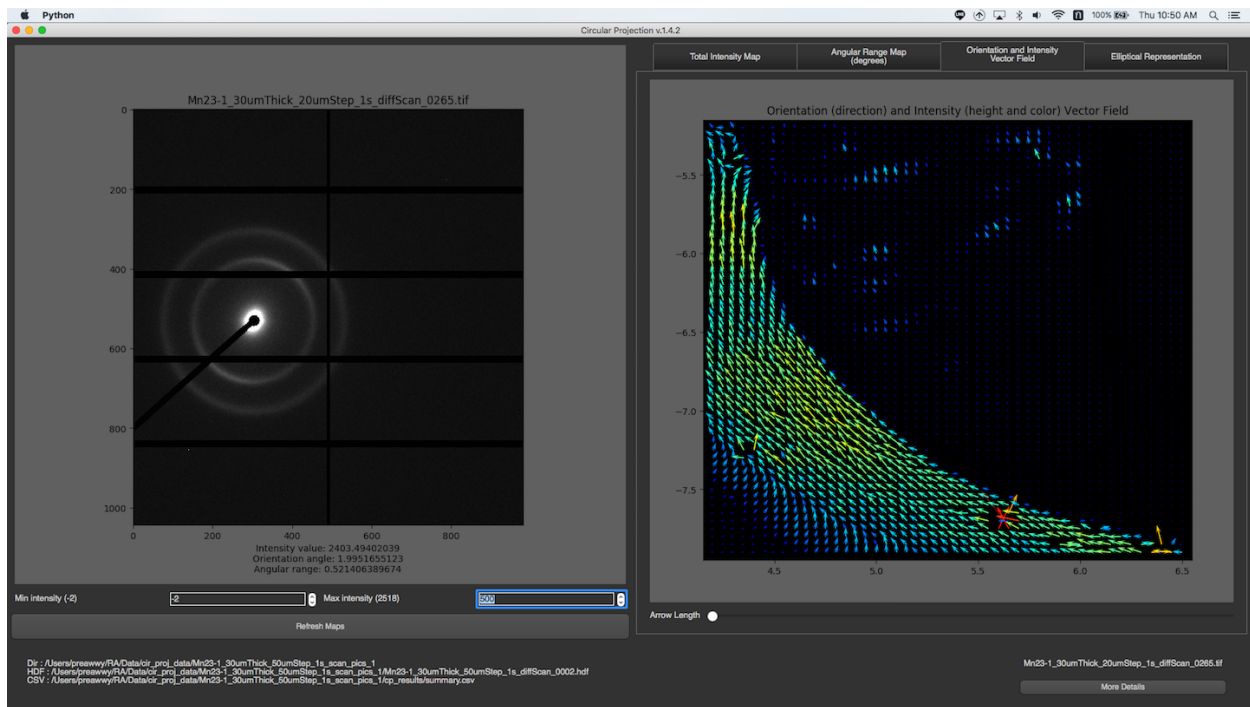 Python
100%
Thu 10:50 AM
Circular Projection v.1.4.2
Total Intensity Map
Angular Range Map
(degrees)
Orientation and Intensity
Vector Field
Elliptical Representation
Mn23-1_30umThick_20umStep_1s_diffScan_0265.tif
0
200
400
600
800
1000
0 200 400 600 800
Intensity value: 2403.49402039
Orientation angle: 1.9951655123
Angular range: 0.521406389674
Min intensity (-2)
-2
Max intensity (2518)
500
Refresh Maps
Orientation (direction) and Intensity (height and color) Vector Field
−5.5
−6.0
−6.5
−7.0
−7.5
4.5 5.0 5.5 6.0 6.5
Arrow Length
Dir : /Users/preawwy/RA/Data/cir_proj_data/Mn23-1_30umThick_50umStep_1s_scan_pics_1
HDF : /Users/preawwy/RA/Data/cir_proj_data/Mn23-1_30umThick_50umStep_1s_scan_pics_1/Mn23-1_30umThick_50umStep_1s_diffScan_0002.hdf
CSV : /Users/preawwy/RA/Data/cir_proj_data/Mn23-1_30umThick_50umStep_1s_scan_pics_1/cp_results/summary.csv
Mn23-1_30umThick_20umStep_1s_diffScan_0265.tif
More Details